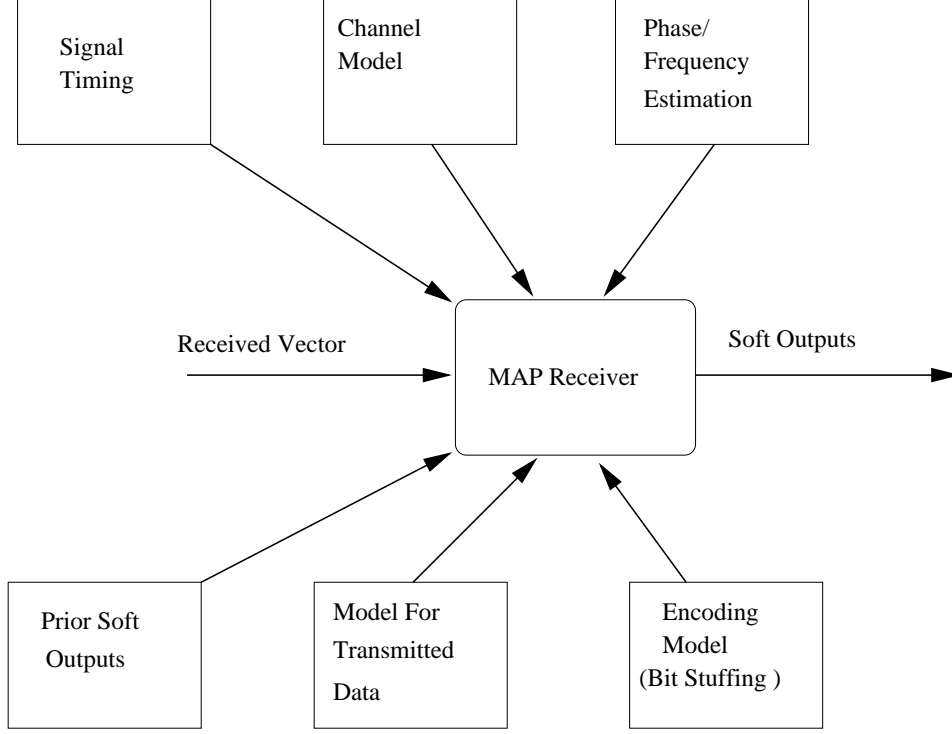 Signal
Timing
Channel
Model
Phase/
Frequency
Estimation
Received Vector
MAP Receiver
Soft Outputs
Prior Soft
Outputs
Model For
Transmitted
Data
Encoding
Model
(Bit Stuffing )